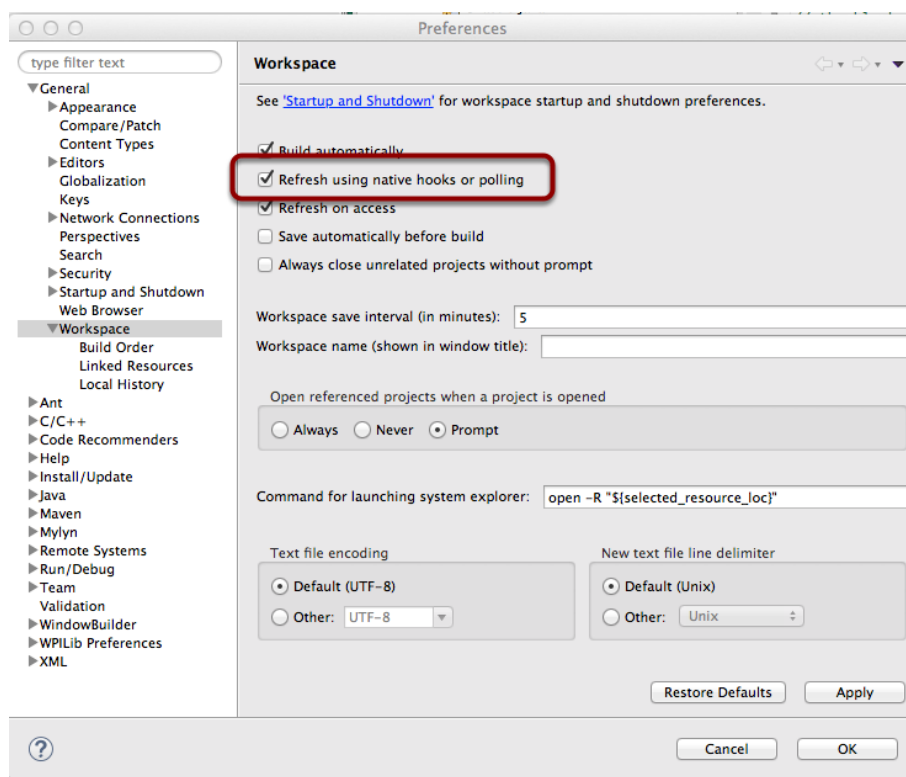 Preferences
type filter text
General
Appearance
Compare/Patch
Content Types
Editors
Globalization
Keys
Network Connections
Perspectives
Search
Security
Startup and Shutdown
Web Browser
Workspace
Build Order
Linked Resources
Local History
Ant
C/C++
Code Recommenders
Help
Install/Update
Java
Maven
Mylyn
Remote Systems
Run/Debug
Team
Validation
WindowBuilder
WPILib Preferences
XML
Workspace
See 'Startup and Shutdown' for workspace startup and shutdown preferences.
Build automatically
Refresh using native hooks or polling
Refresh on access
Save automatically before build
Always close unrelated projects without prompt
Workspace save interval (in minutes): 5
Workspace name (shown in window title):
Open referenced projects when a project is opened
Always Never Prompt
Command for launching system explorer: open -R "${selected_resource_loc}"
Text file encoding
Default (UTF-8)
Other: UTF-8
New text file line delimiter
Default (Unix)
Other: Unix
Restore Defaults Apply
? Cancel OK